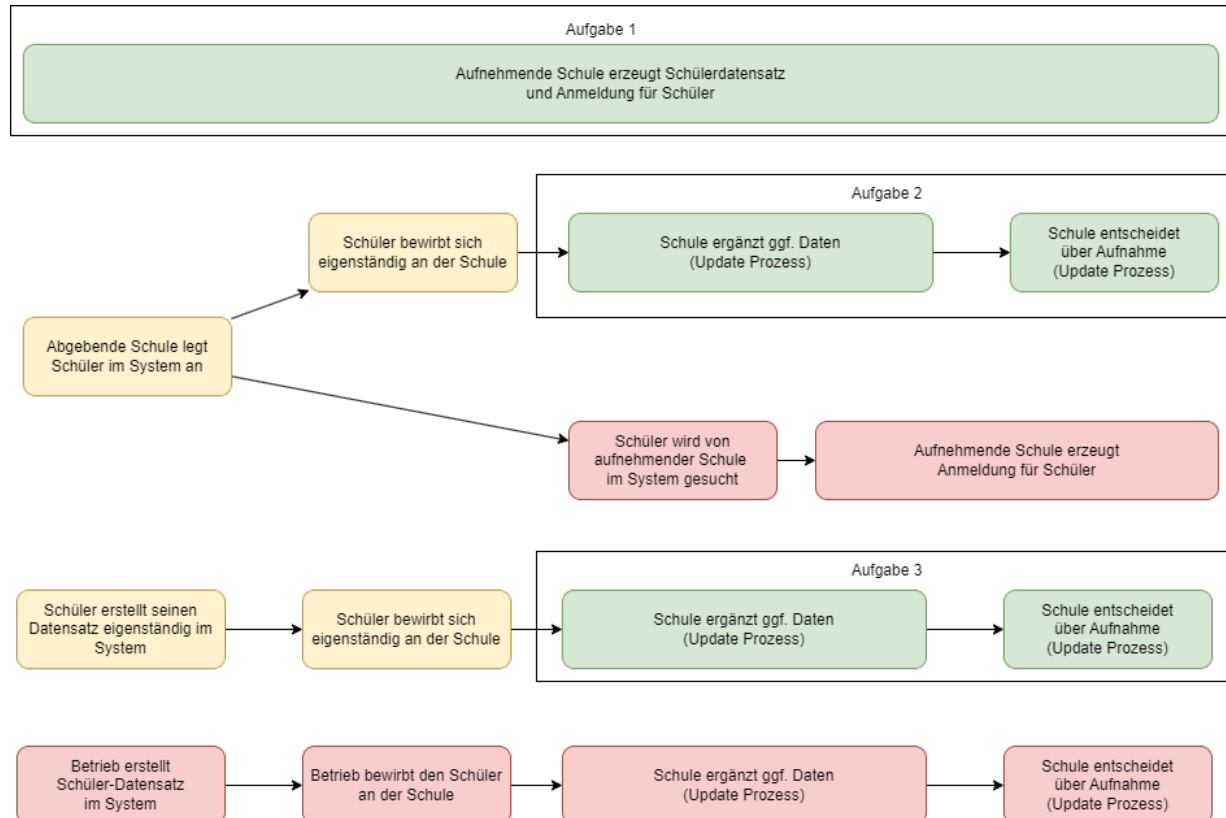 Aufgabe 1
Aufnehmende Schule erzeugt Schülerdatensatz
und Anmeldung für Schüler
Aufgabe 2
Schüler bewirbt sich
eigenständig an der Schule
Schule ergänzt ggf. Daten
(Update Prozess)
Schule entscheidet
über Aufnahme
(Update Prozess)
Abgebende Schule legt
Schüler im System an
Schüler wird von
aufnehmender Schule
im System gesucht
Aufnehmende Schule erzeugt
Anmeldung für Schüler
Aufgabe 3
Schüler erstellt seinen
Datensatz eigenständig im
System
Schüler bewirbt sich
eigenständig an der Schule
Schule ergänzt ggf. Daten
(Update Prozess)
Schule entscheidet
über Aufnahme
(Update Prozess)
Betrieb erstellt
Schüler-Datensatz
im System
Betrieb bewirbt den Schüler
an der Schule
Schule ergänzt ggf. Daten
(Update Prozess)
Schule entscheidet
über Aufnahme
(Update Prozess)